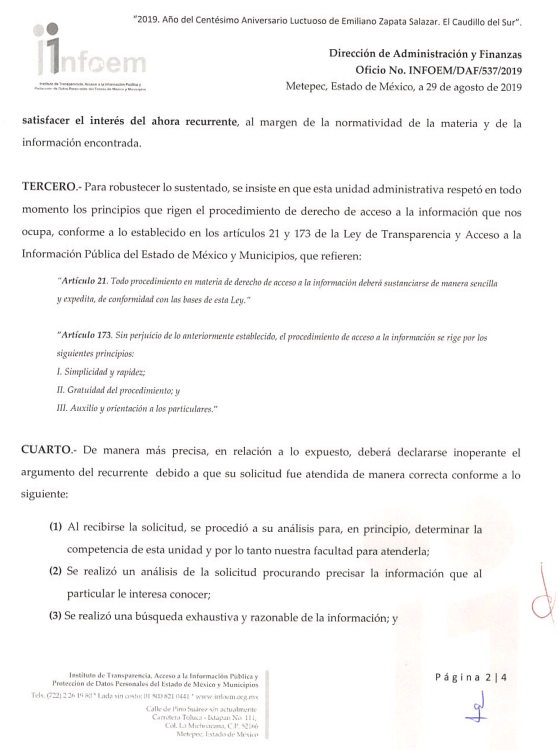 "2019. Año del Centésimo Aniversario Luctuoso de Emiliano Zapata Salazar. El Caudillo del Sur".
infoem
Instituto de Transparencia, Acceso a la Información Pública y
Protección de Datos Personales del Estado de México y Municipios
Dirección de Administración y Finanzas
Oficio No. INFOEM/DAF/537/2019
Metepec, Estado de México, a 29 de agosto de 2019
satisfacer el interés del ahora recurrente, al margen de la normatividad de la materia y de la
información encontrada.
TERCERO.- Para robustecer lo sustentado, se insiste en que esta unidad administrativa respetó en todo
momento los principios que rigen el procedimiento de derecho de acceso a la información que nos
ocupa, conforme a lo establecido en los artículos 21 y 173 de la Ley de Transparencia y Acceso a la
Información Pública del Estado de México y Municipios, que refieren:
"Artículo 21. Todo procedimiento en materia de derecho de acceso a la información deberá sustanciarse de manera sencilla
y expedita, de conformidad con las bases de esta Ley."
"Artículo 173. Sin perjuicio de lo anteriormente establecido, el procedimiento de acceso a la información se rige por los
siguientes principios:
I. Simplicidad y rapidez;
II. Gratuidad del procedimiento; y
III. Auxilio y orientación a los particulares."
CUARTO.- De manera más precisa, en relación a lo expuesto, deberá declararse inoperante el
argumento del recurrente debido a que su solicitud fue atendida de manera correcta conforme a lo
siguiente:
(1) Al recibirse la solicitud, se procedió a su análisis para, en principio, determinar la
competencia de esta unidad y por lo tanto nuestra facultad para atenderla;
(2) Se realizó un análisis de la solicitud procurando precisar la información que al
particular le interesa conocer;
(3) Se realizó una búsqueda exhaustiva y razonable de la información; y
Instituto de Transparencia, Acceso a la Información Pública y
Protección de Datos Personales del Estado de México y Municipios
Tels. (722) 2 26 19 80 * Lada sin costo: 01 800 821 0441 * www.infoem.org.mx
Calle de Pino Suárez s/n actualmente
Carretera Toluca - Ixtapan No. 111,
Col. La Michoacana, C.P. 52166
Metepec, Estado de México
Página 2|4